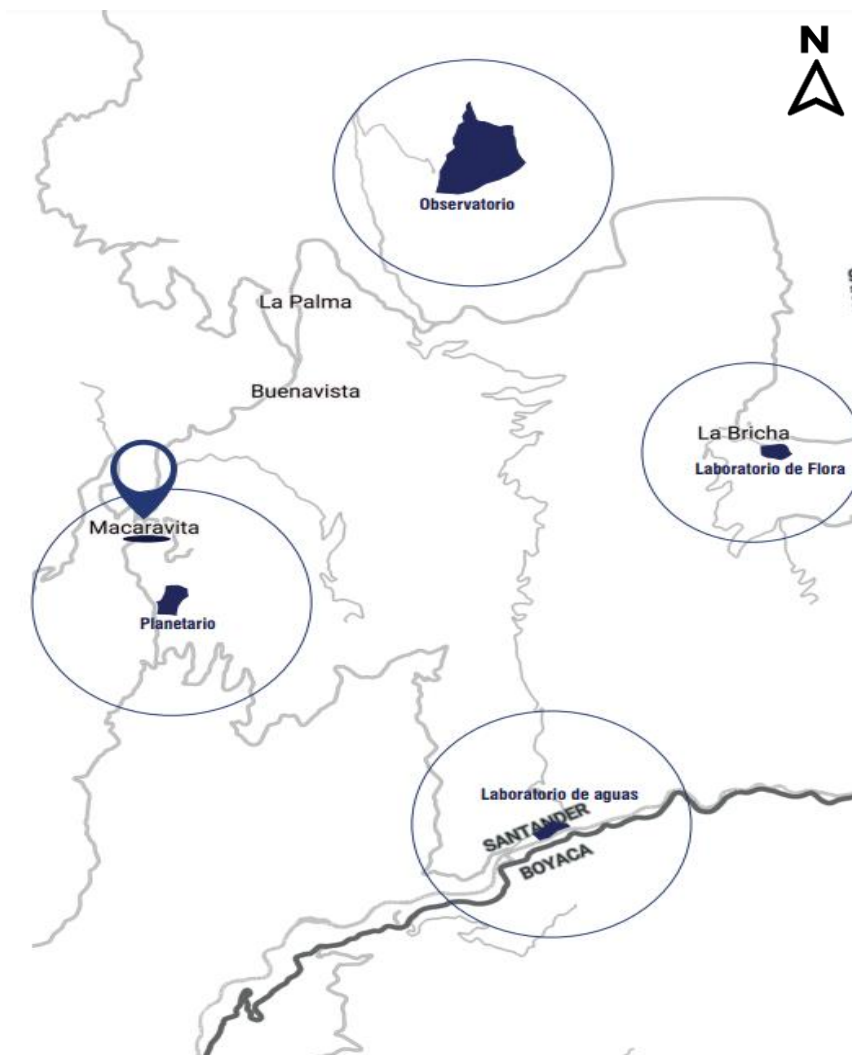 N
Observatorio
La Palma
Buenavista
La Bricha
Laboratorio de Flora
Macaravita
Planetario
Laboratorio de aguas
SANTANDER
BOYACA